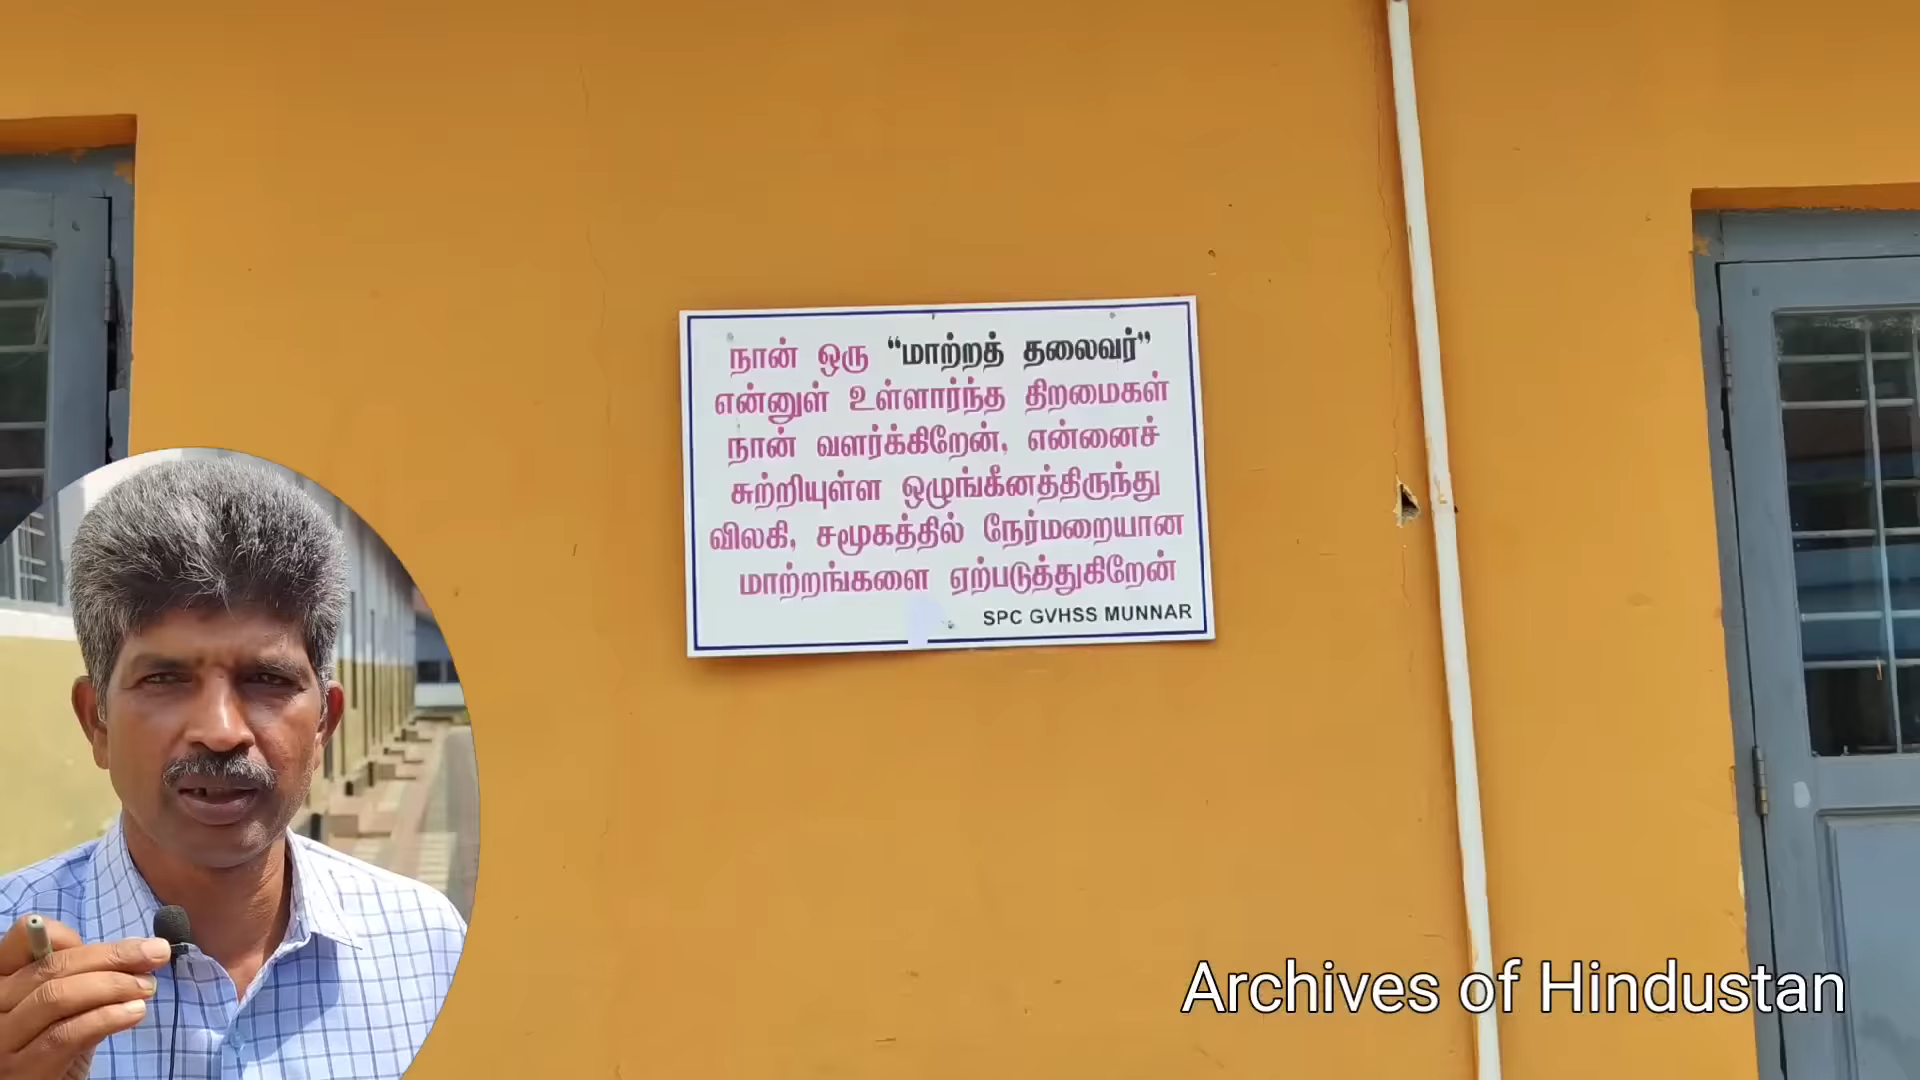 நான் ஒரு “மாற்றத் தலைவர்”
என்னுள் உள்ளார்ந்த திறமைகள்
நான் வளர்க்கிறேன், என்னைச்
சுற்றியுள்ள ஒழுங்கீனத்திருந்து
விலகி, சமூகத்தில் நேர்மறையான
மாற்றங்களை ஏற்படுத்துகிறேன்
SPC GVHSS MUNNAR
Archives of Hindustan